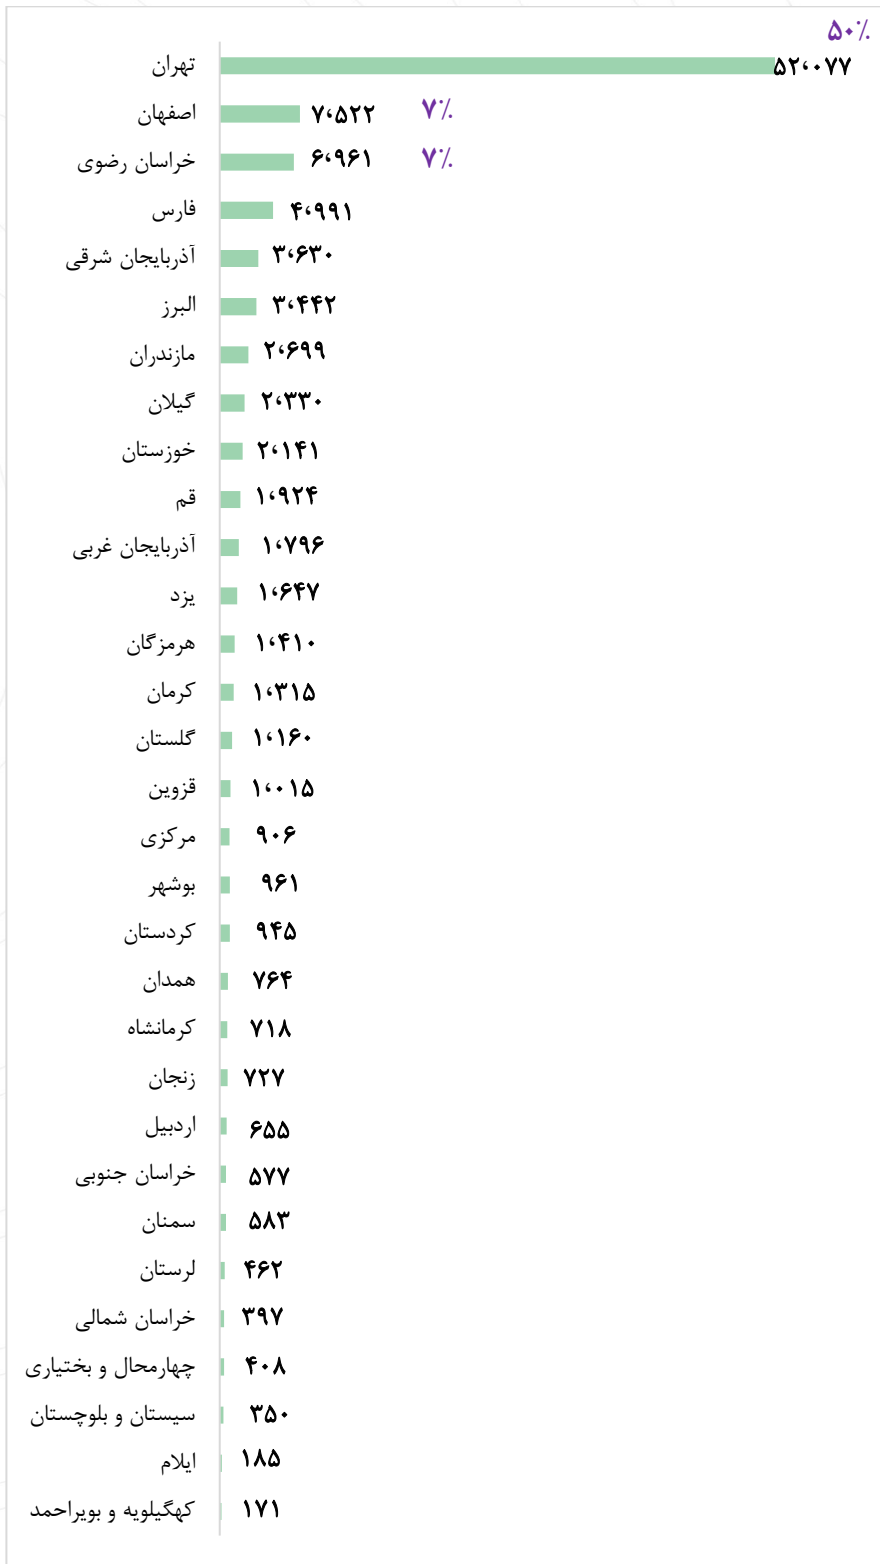 ۵۰٪
تهران ۵۲،۰۷۷
اصفهان ۷،۵۲۲ ۷٪
خراسان رضوی ۶،۹۶۱ ۷٪
فارس ۴،۹۹۱
آذربایجان شرقی ۳،۶۳۰
البرز ۳،۴۴۲
مازندران ۲،۶۹۹
گیلان ۲،۳۳۰
خوزستان ۲،۱۴۱
قم ۱،۹۲۴
آذربایجان غربی ۱،۷۹۶
یزد ۱،۶۴۷
هرمزگان ۱،۴۱۰
کرمان ۱،۳۱۵
گلستان ۱،۱۶۰
قزوین ۱،۰۱۵
مرکزی ۹۰۶
بوشهر ۹۶۱
کردستان ۹۴۵
همدان ۷۶۴
کرمانشاه ۷۱۸
زنجان ۷۲۷
اردبیل ۶۵۵
خراسان جنوبی ۵۷۷
سمنان ۵۸۳
لرستان ۴۶۲
خراسان شمالی ۳۹۷
چهارمحال و بختیاری ۴۰۸
سیستان و بلوچستان ۳۵۰
ایلام ۱۸۵
کهگیلویه و بویراحمد ۱۷۱